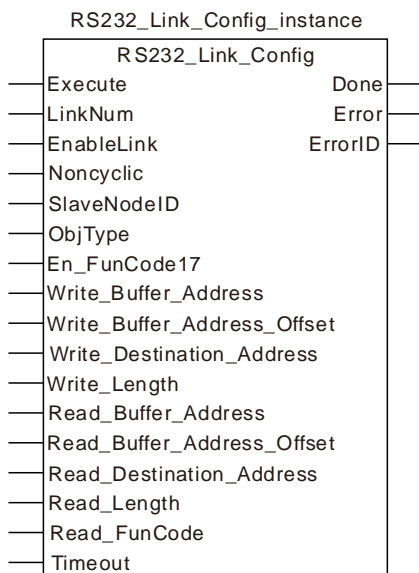 RS232_Link_Config_instance
RS232_Link_Config
Execute Done
LinkNum Error
EnableLink ErrorID
Noncyclic
SlaveNodeID
ObjType
En_FunCode17
Write_Buffer_Address
Write_Buffer_Address_Offset
Write_Destination_Address
Write_Length
Read_Buffer_Address
Read_Buffer_Address_Offset
Read_Destination_Address
Read_Length
Read_FunCode
Timeout